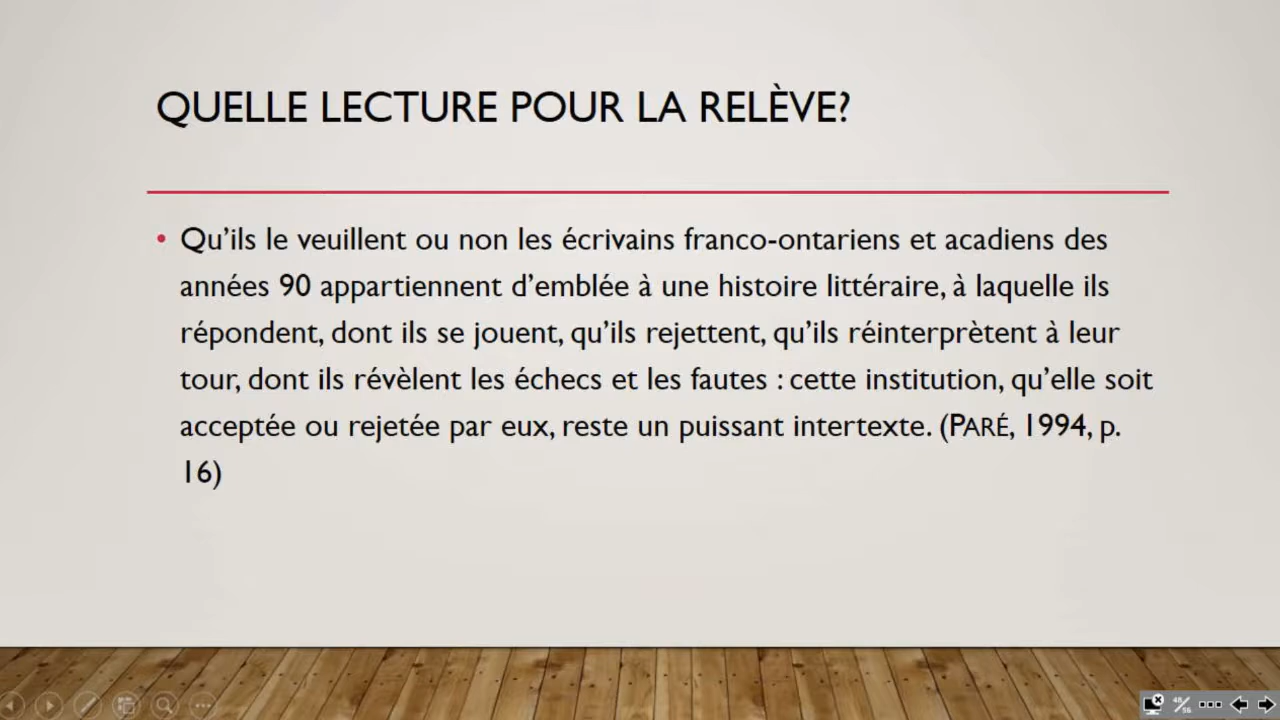 QUELLE LECTURE POUR LA RELÈVE?
• Qu’ils le veuillent ou non les écrivains franco-ontariens et acadiens des
années 90 appartiennent d’emblée à une histoire littéraire, à laquelle ils
répondent, dont ils se jouent, qu’ils rejettent, qu’ils réinterprètent à leur
tour, dont ils révèlent les échecs et les fautes : cette institution, qu’elle soit
acceptée ou rejetée par eux, reste un puissant intertexte. (PARÉ, 1994, p.
16)
48/56